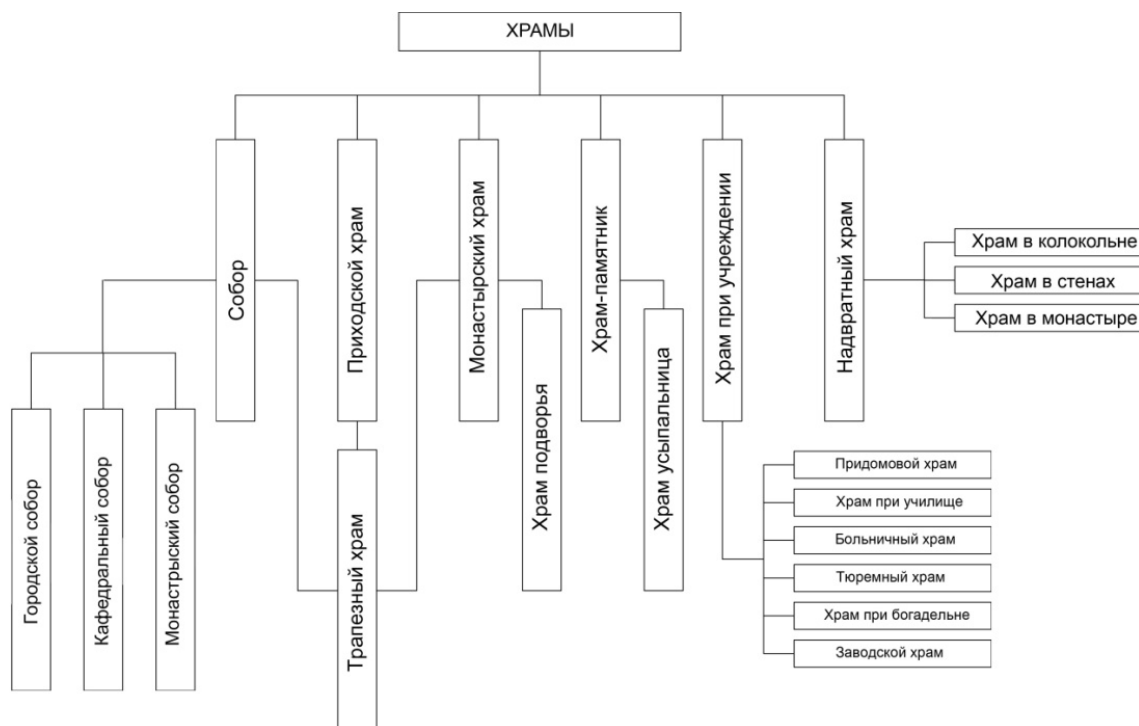 ХРАМЫ
Собор
Приходской храм
Монастырский храм
Храм-памятник
Храм при учреждении
Надвратный храм
Храм в колокольне
Храм в стенах
Храм в монастыре
Городской собор
Кафедральный собор
Монастрыский собор
Трапезный храм
Храм подворья
Храм усыпальница
Придомовой храм
Храм при училище
Больничный храм
Тюремный храм
Храм при богадельне
Заводской храм